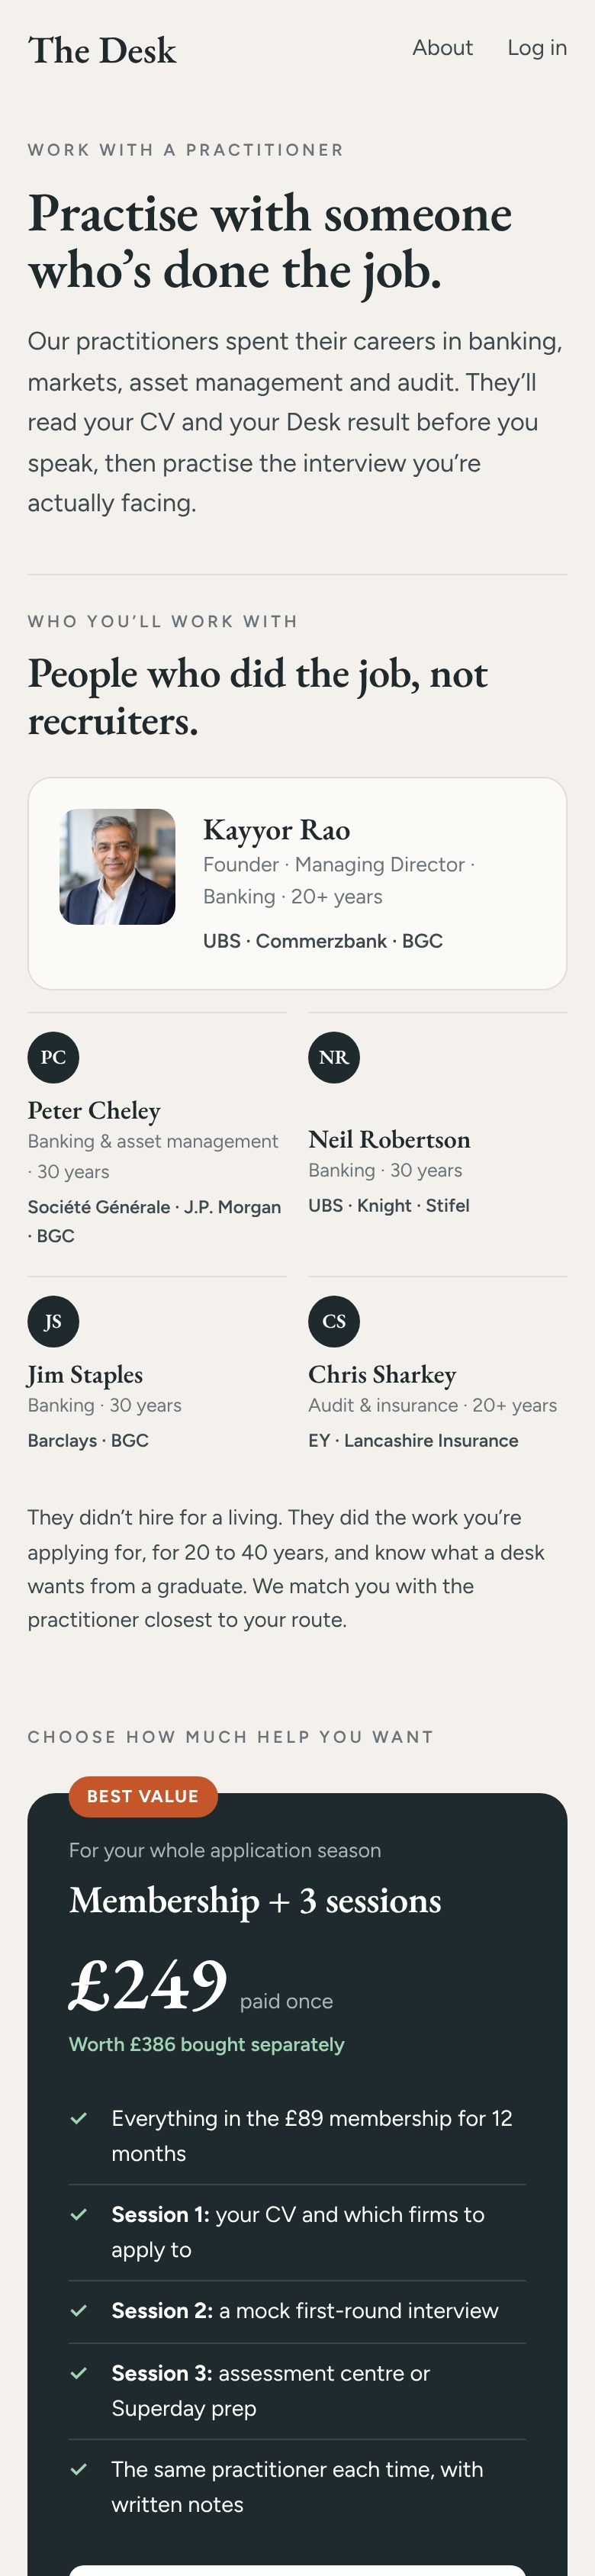 The Desk
About Log in
WORK WITH A PRACTITIONER
Practise with someone
who’s done the job.
Our practitioners spent their careers in banking,
markets, asset management and audit. They’ll
read your CV and your Desk result before you
speak, then practise the interview you’re
actually facing.
WHO YOU’LL WORK WITH
People who did the job, not
recruiters.
Kayyor Rao
Founder · Managing Director ·
Banking · 20+ years
UBS · Commerzbank · BGC
PC
Peter Cheley
Banking & asset management
· 30 years
Société Générale · J.P. Morgan
· BGC
NR
Neil Robertson
Banking · 30 years
UBS · Knight · Stifel
JS
Jim Staples
Banking · 30 years
Barclays · BGC
CS
Chris Sharkey
Audit & insurance · 20+ years
EY · Lancashire Insurance
They didn’t hire for a living. They did the work you’re
applying for, for 20 to 40 years, and know what a desk
wants from a graduate. We match you with the
practitioner closest to your route.
CHOOSE HOW MUCH HELP YOU WANT
BEST VALUE
For your whole application season
Membership + 3 sessions
£249 paid once
Worth £386 bought separately
Everything in the £89 membership for 12
months
Session 1: your CV and which firms to
apply to
Session 2: a mock first-round interview
Session 3: assessment centre or
Superday prep
The same practitioner each time, with
written notes